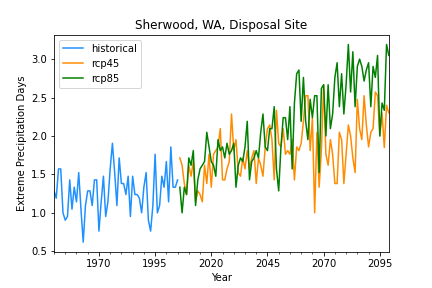 Sherwood, WA, Disposal Site
historical
rcp45
rcp85
Extreme Precipitation Days
3.0
2.5
2.0
1.5
1.0
0.5
1970
1995
2020
2045
2070
2095
Year